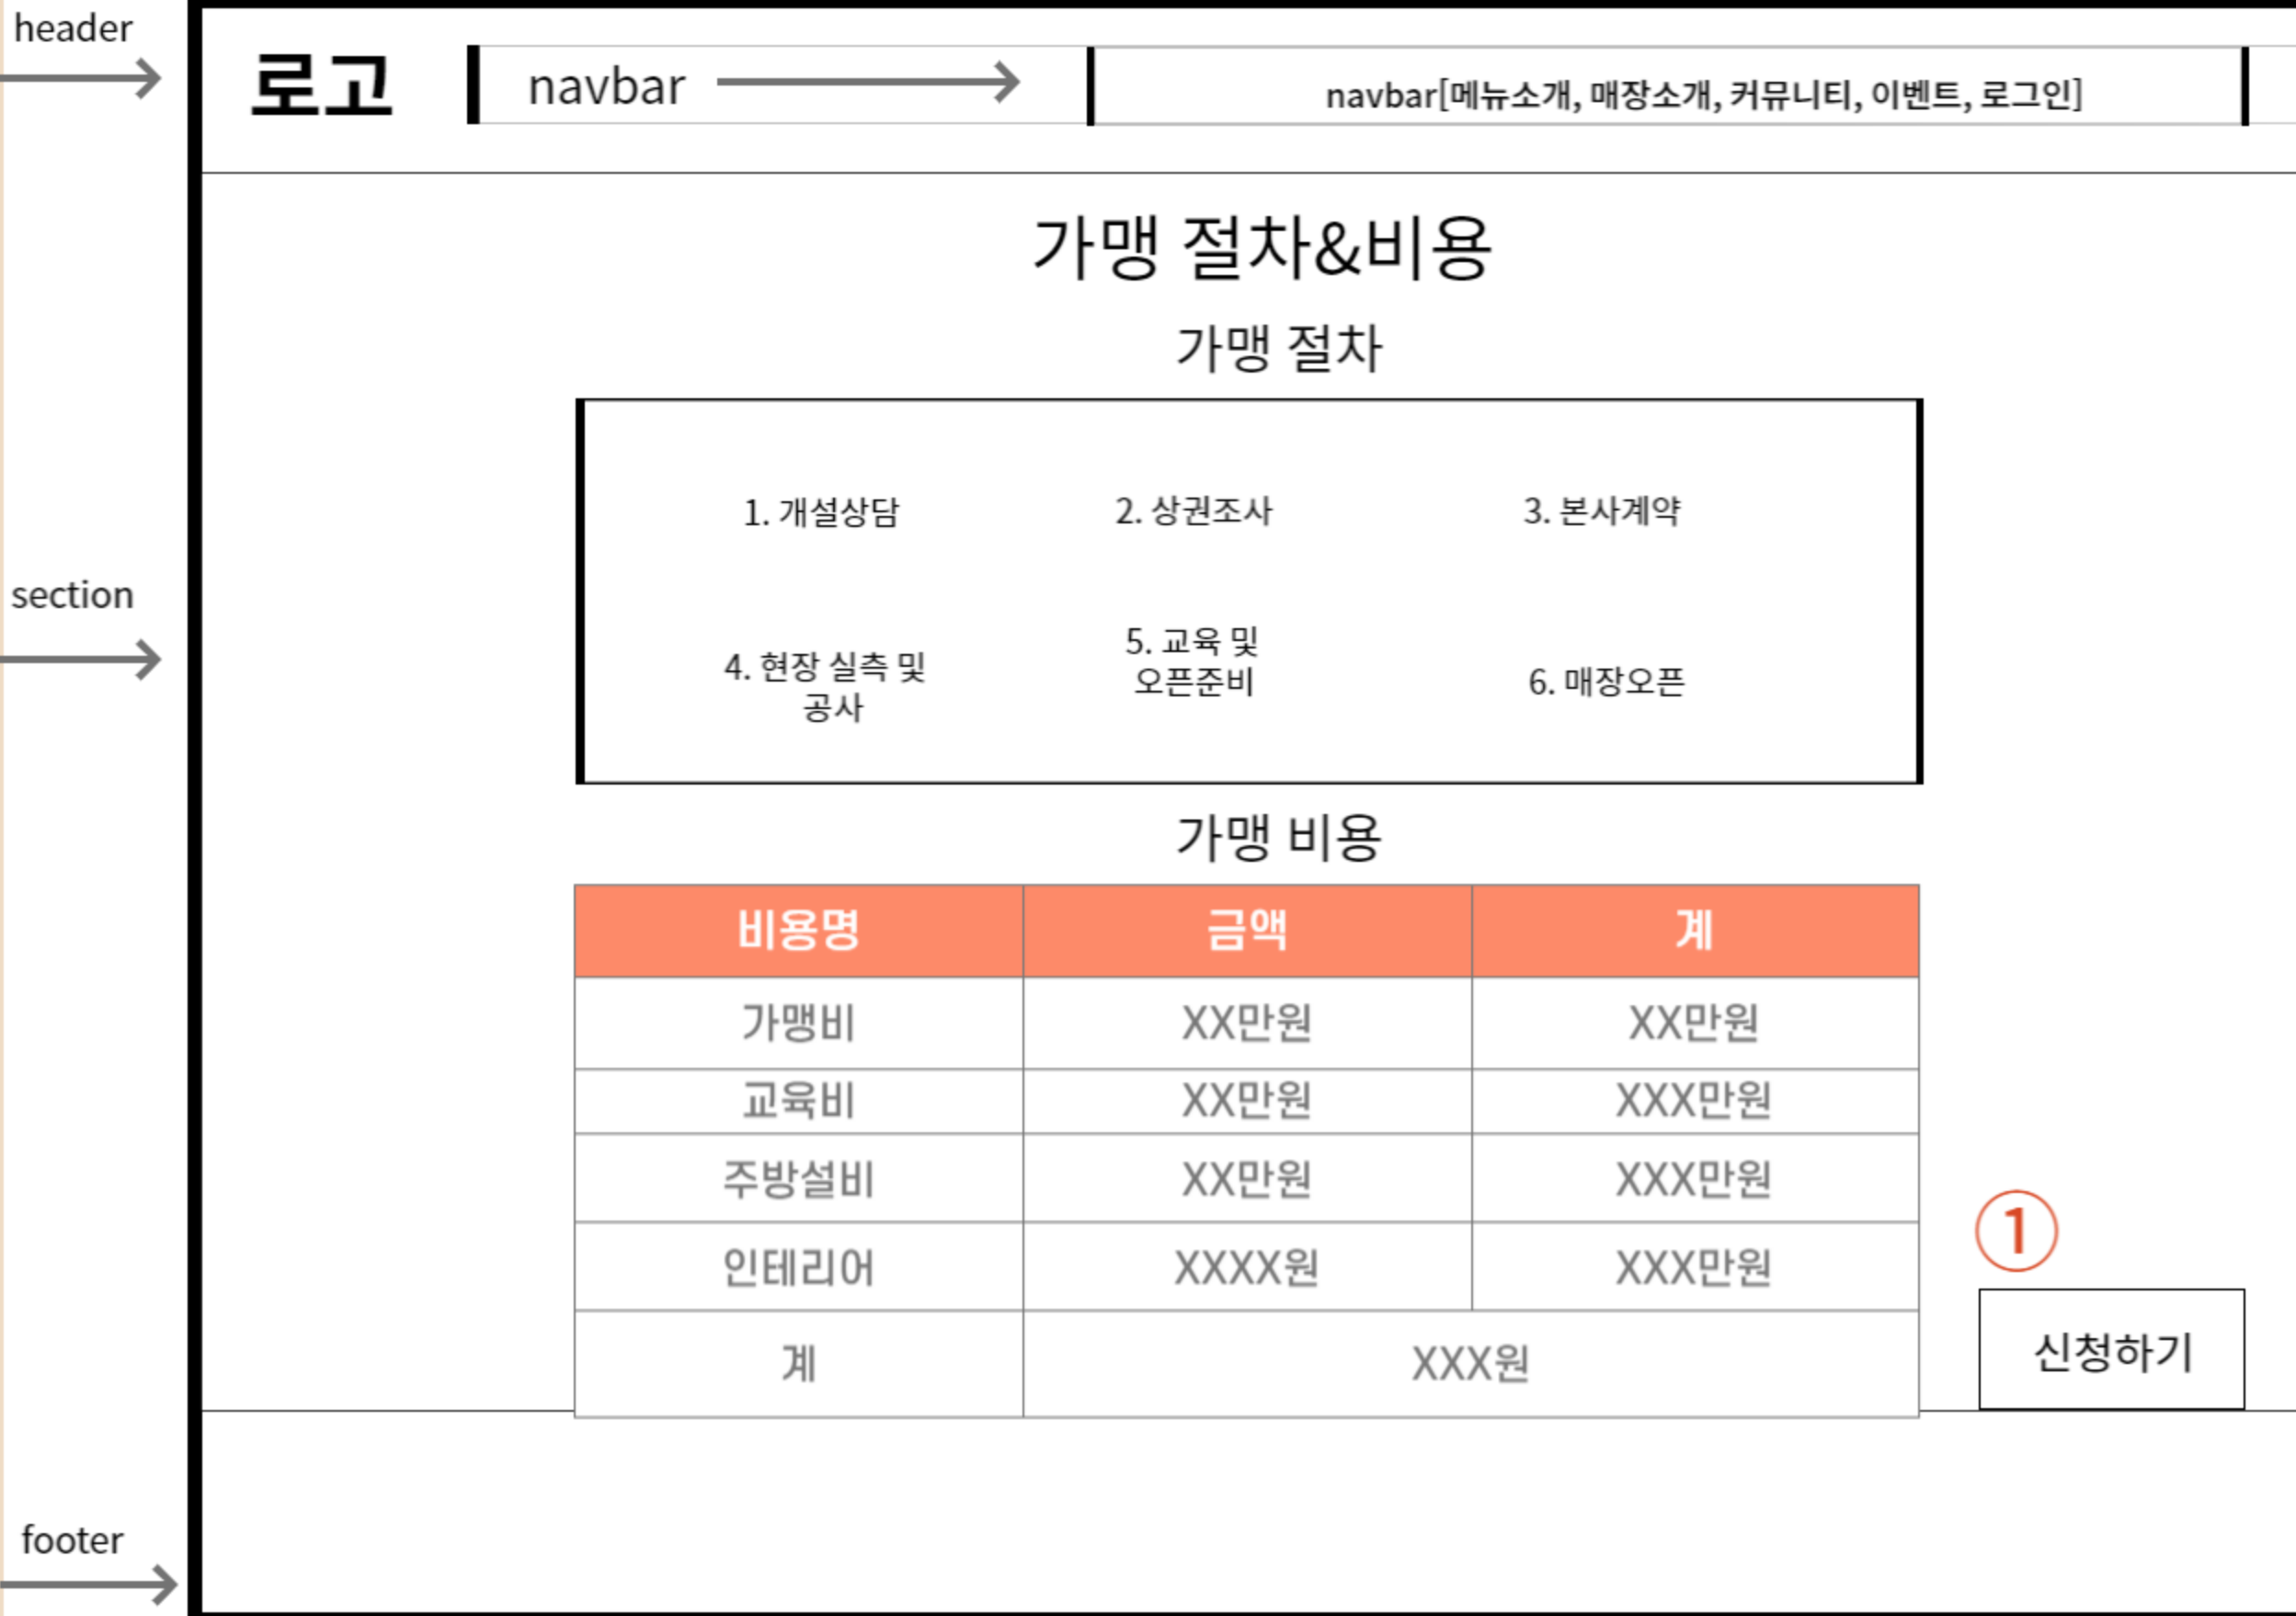 header
로고
navbar
navbar[메뉴소개, 매장소개, 커뮤니티, 이벤트, 로그인]
가맹 절차&비용
가맹 절차
1. 개설상담
2. 상권조사
3. 본사계약
section
4. 현장 실측 및
공사
5. 교육 및
오픈준비
6. 매장오픈
가맹 비용
비용명 금액 계
가맹비 XX만원 XX만원
교육비 XX만원 XXX만원
주방설비 XX만원 XXX만원
인테리어 XXXX원 XXX만원
계 XXX원
1
신청하기
footer